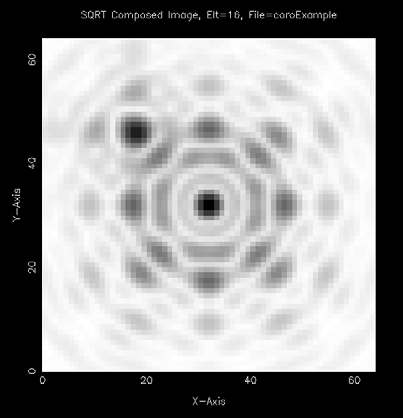 SQRT Composed Image, Elt=16, File=coroExample
60
40
20
0
Y-Axis
0 20 40 60
X-Axis